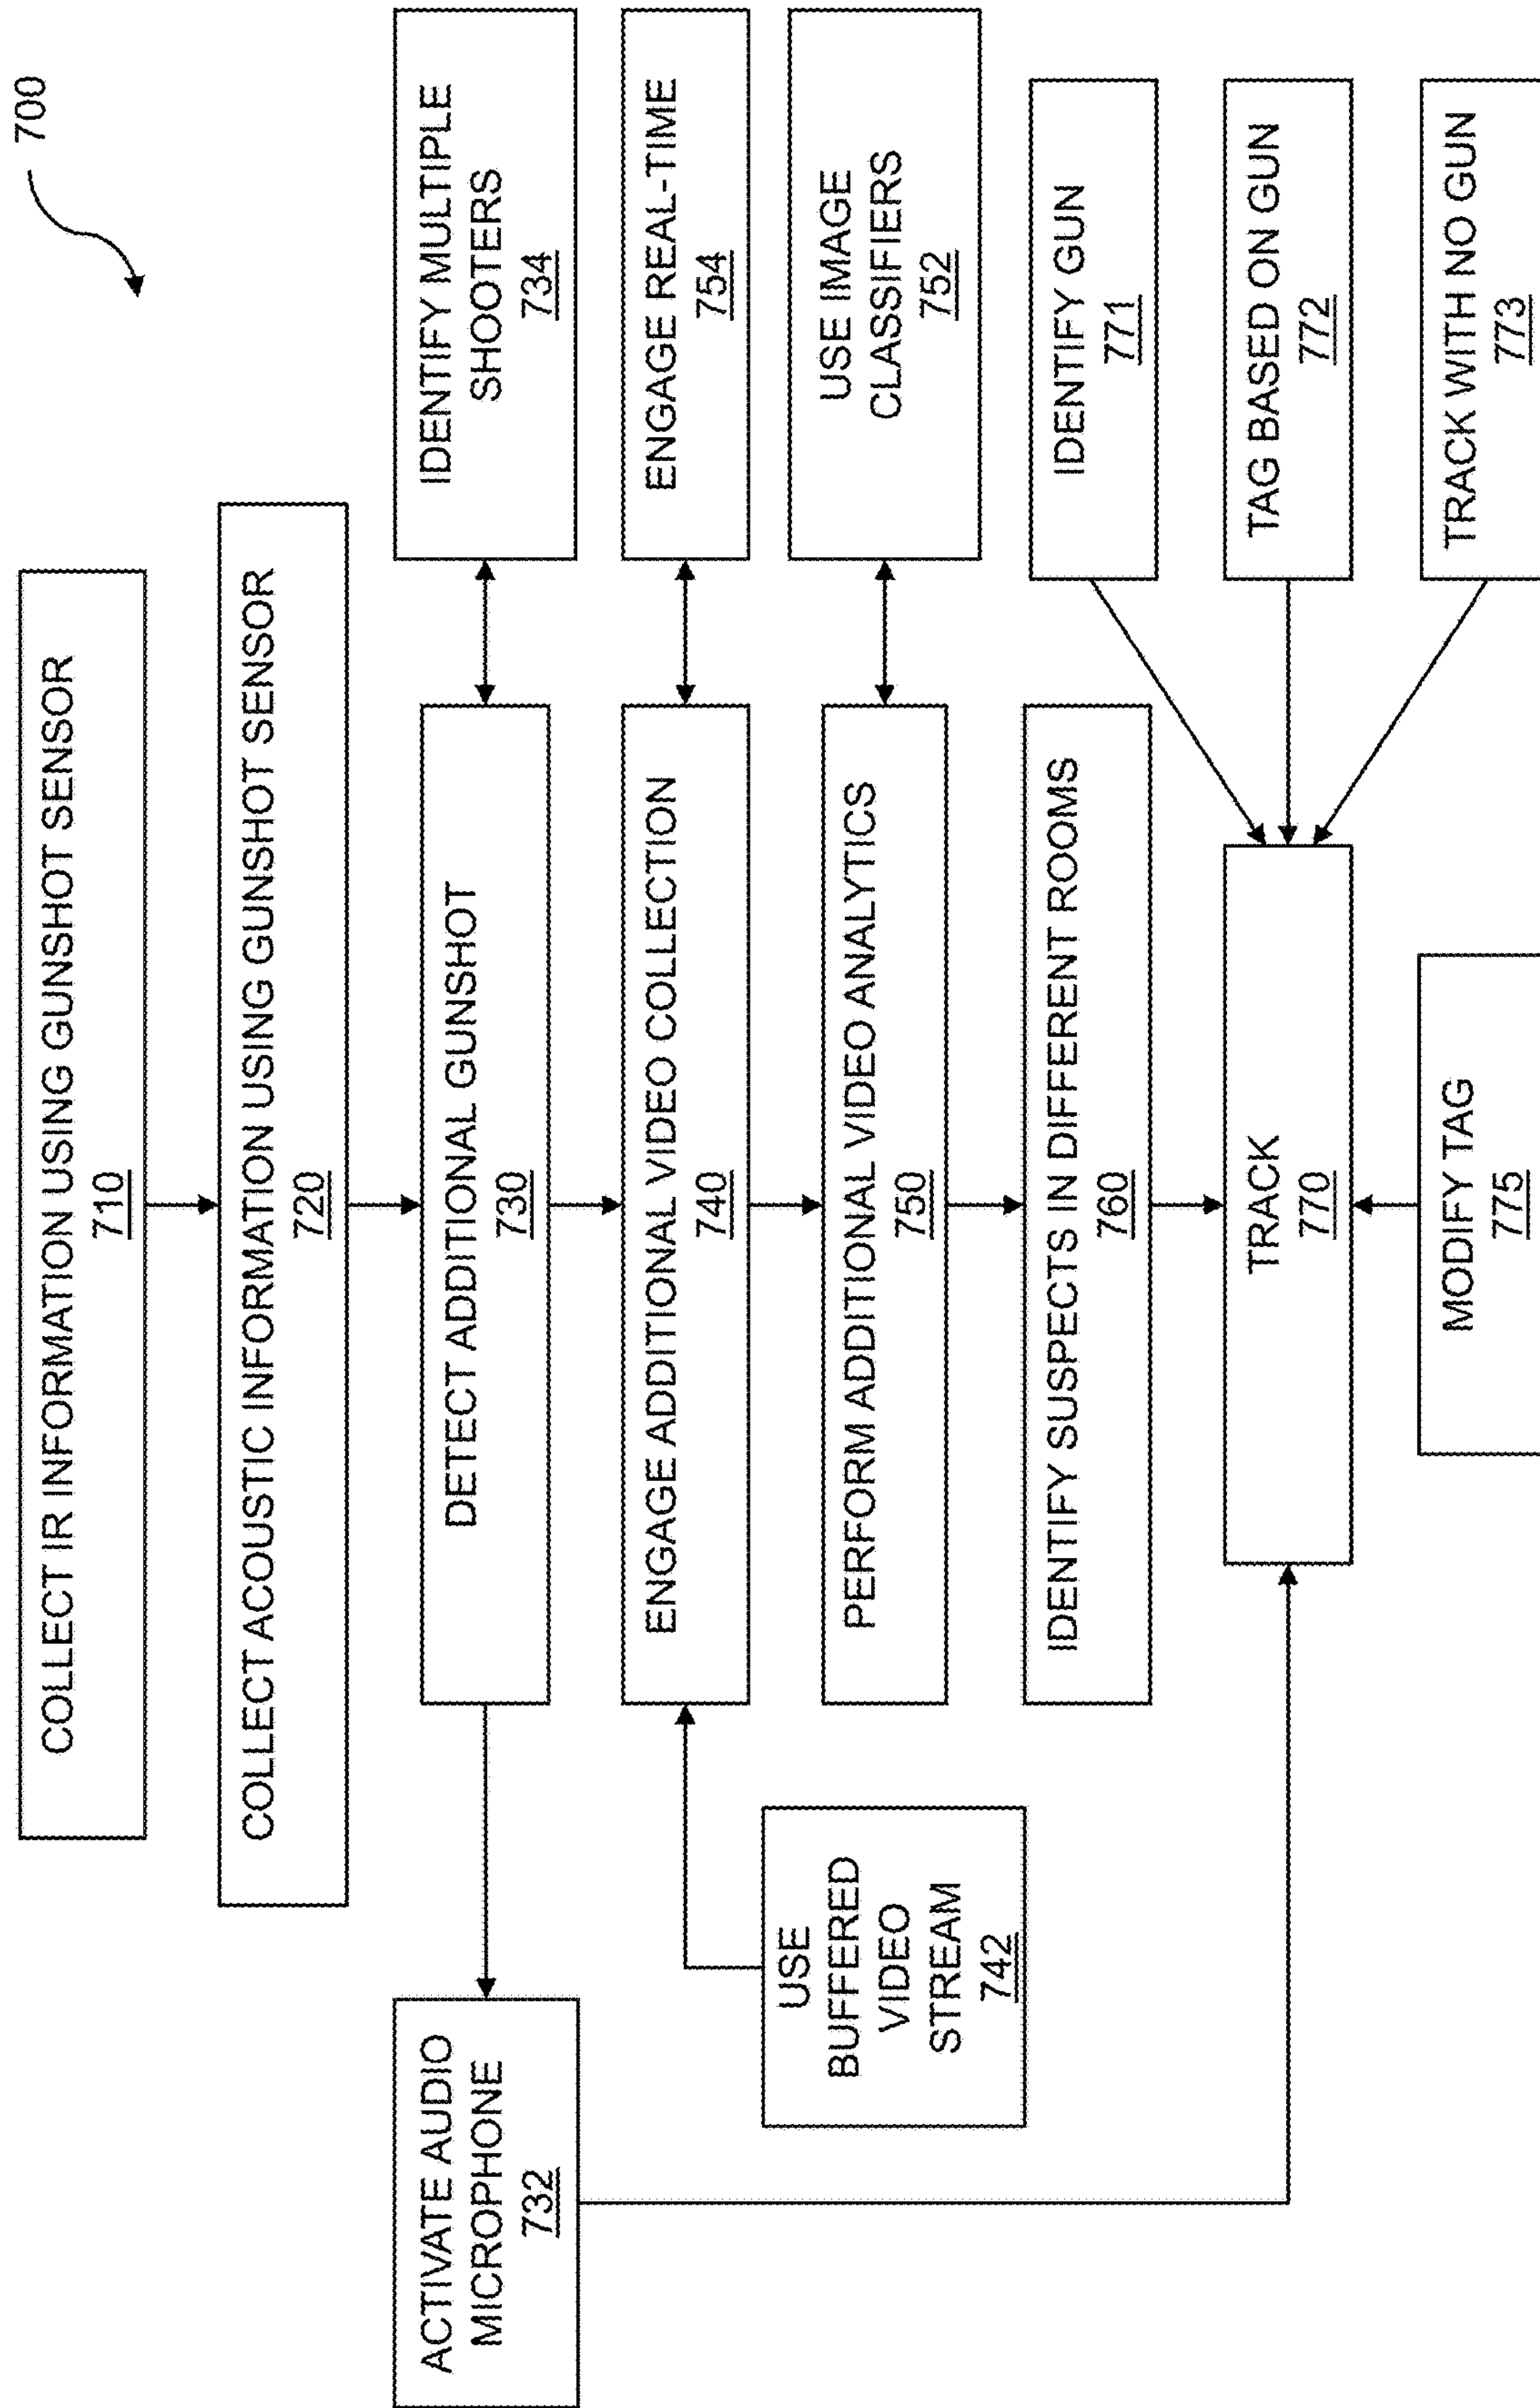 700
COLLECT IR INFORMATION USING GUNSHOT SENSOR
710
COLLECT ACOUSTIC INFORMATION USING GUNSHOT SENSOR
720
ACTIVATE AUDIO
MICROPHONE
732
DETECT ADDITIONAL GUNSHOT
730
IDENTIFY MULTIPLE
SHOOTERS
734
ENGAGE ADDITIONAL VIDEO COLLECTION
740
ENGAGE REAL-TIME
754
USE
BUFFERED
VIDEO
STREAM
742
PERFORM ADDITIONAL VIDEO ANALYTICS
750
USE IMAGE
CLASSIFIERS
752
IDENTIFY SUSPECTS IN DIFFERENT ROOMS
760
IDENTIFY GUN
771
TRACK
770
TAG BASED ON GUN
772
MODIFY TAG
775
TRACK WITH NO GUN
773